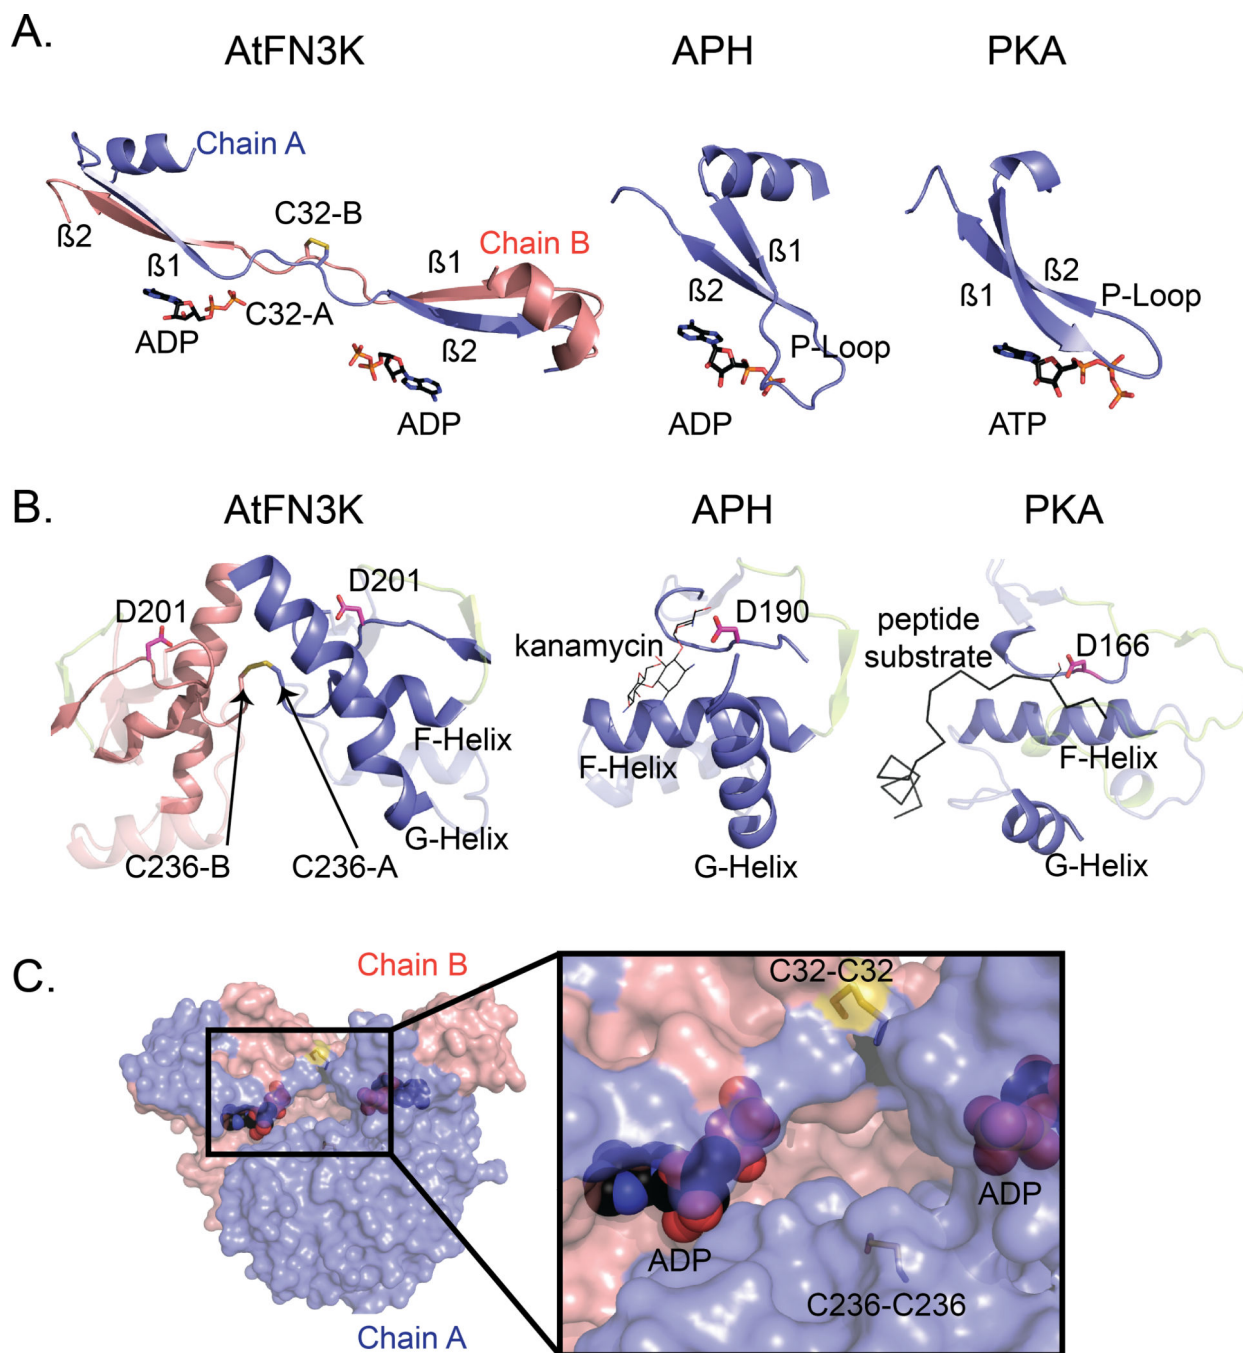 A.
AtFN3K
APH
PKA
Chain A
C32-B
Chain B
ß2
ß1
ß1
C32-A
ADP
ß2
ADP
ß1
ß2
P-Loop
ADP
ß2
ß1
P-Loop
ATP
B.
AtFN3K
APH
PKA
D201
D201
F-Helix
G-Helix
C236-B
C236-A
kanamycin
D190
F-Helix
G-Helix
peptide
substrate
D166
F-Helix
G-Helix
C.
Chain B
Chain A
C32-C32
ADP
ADP
C236-C236